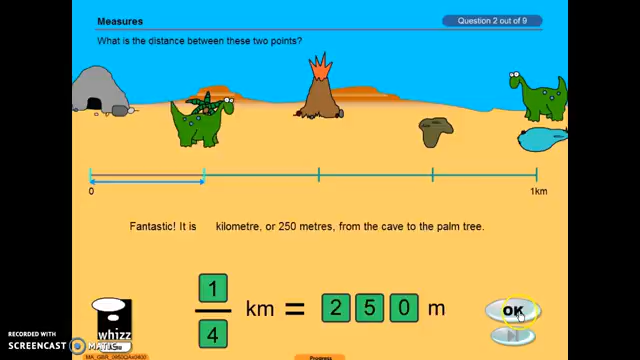 Measures
Question 2 out of 9
What is the distance between these two points?
0
1km
Fantastic! It is kilometre, or 250 metres, from the cave to the palm tree.
1
4
km = 2 5 0 m
OK
whizz
RECORDED WITH
SCREENCAST MATIC
MA_GBR_0950QAx0400
Progress